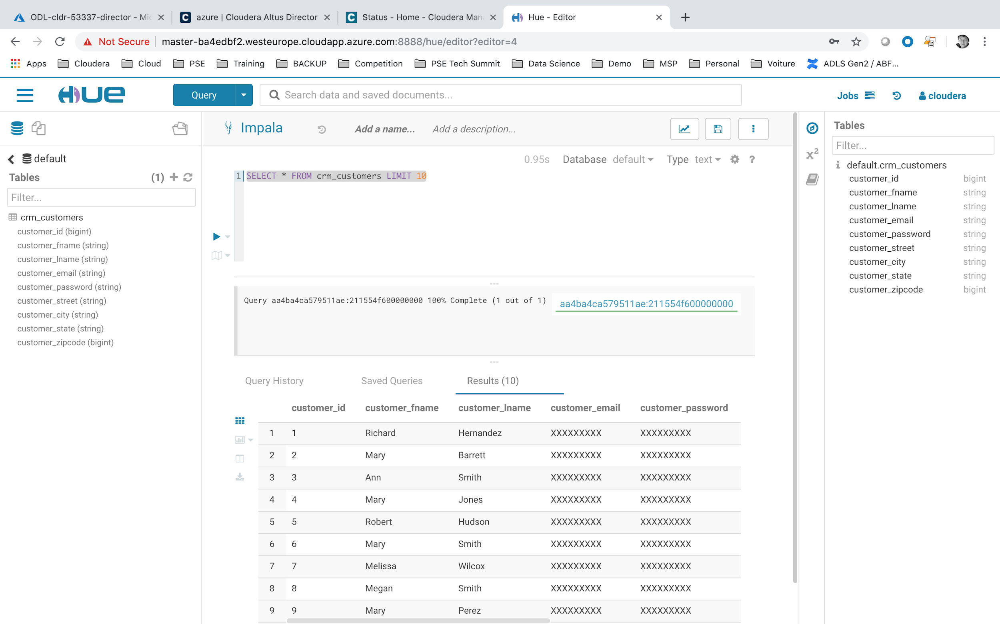 ODL-cldr-53337-director - Mic
azure | Cloudera Altus Director
Status - Home - Cloudera Mana
Hue - Editor
Not Secure
master-ba4edbf2.westeurope.cloudapp.azure.com:8888/hue/editor?editor=4
Apps Cloudera Cloud PSE Training BACKUP Competition PSE Tech Summit Data Science Demo MSP Personal Voiture ADLS Gen2 / ABF...
HUE
Query
Search data and saved documents...
Jobs
cloudera
default
Tables (1)
Filter...
crm_customers
customer_id (bigint)
customer_fname (string)
customer_lname (string)
customer_email (string)
customer_password (string)
customer_street (string)
customer_city (string)
customer_state (string)
customer_zipcode (bigint)
Impala Add a name... Add a description...
0.95s Database default Type text ?
1 SELECT * FROM crm_customers LIMIT 10
Query aa4ba4ca579511ae:211554f600000000 100% Complete (1 out of 1)
aa4ba4ca579511ae:211554f600000000
Query History Saved Queries Results (10)
customer_id customer_fname customer_lname customer_email customer_password
1 1 Richard Hernandez XXXXXXXXX XXXXXXXXX
2 2 Mary Barrett XXXXXXXXX XXXXXXXXX
3 3 Ann Smith XXXXXXXXX XXXXXXXXX
4 4 Mary Jones XXXXXXXXX XXXXXXXXX
5 5 Robert Hudson XXXXXXXXX XXXXXXXXX
6 6 Mary Smith XXXXXXXXX XXXXXXXXX
7 7 Melissa Wilcox XXXXXXXXX XXXXXXXXX
8 8 Megan Smith XXXXXXXXX XXXXXXXXX
9 9 Mary Perez XXXXXXXXX XXXXXXXXX
x²
Tables
Filter...
default.crm_customers
customer_id bigint
customer_fname string
customer_lname string
customer_email string
customer_password string
customer_street string
customer_city string
customer_state string
customer_zipcode bigint